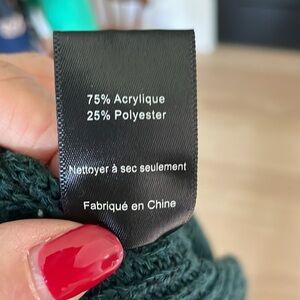 75% Acrylique
25% Polyester
Nettoyer à sec seulement
Fabriqué en Chine